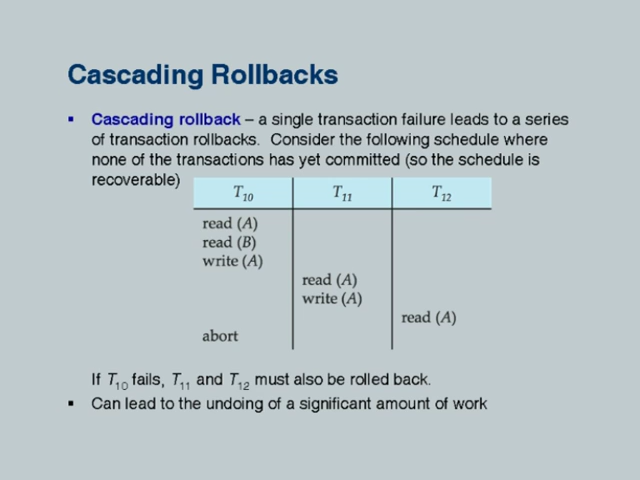 Cascading Rollbacks
▪ Cascading rollback – a single transaction failure leads to a series
of transaction rollbacks. Consider the following schedule where
none of the transactions has yet committed (so the schedule is
recoverable)
T10 T11 T12
read (A)
read (B)
write (A)
read (A)
write (A)
read (A)
abort
If T10 fails, T11 and T12 must also be rolled back.
▪ Can lead to the undoing of a significant amount of work